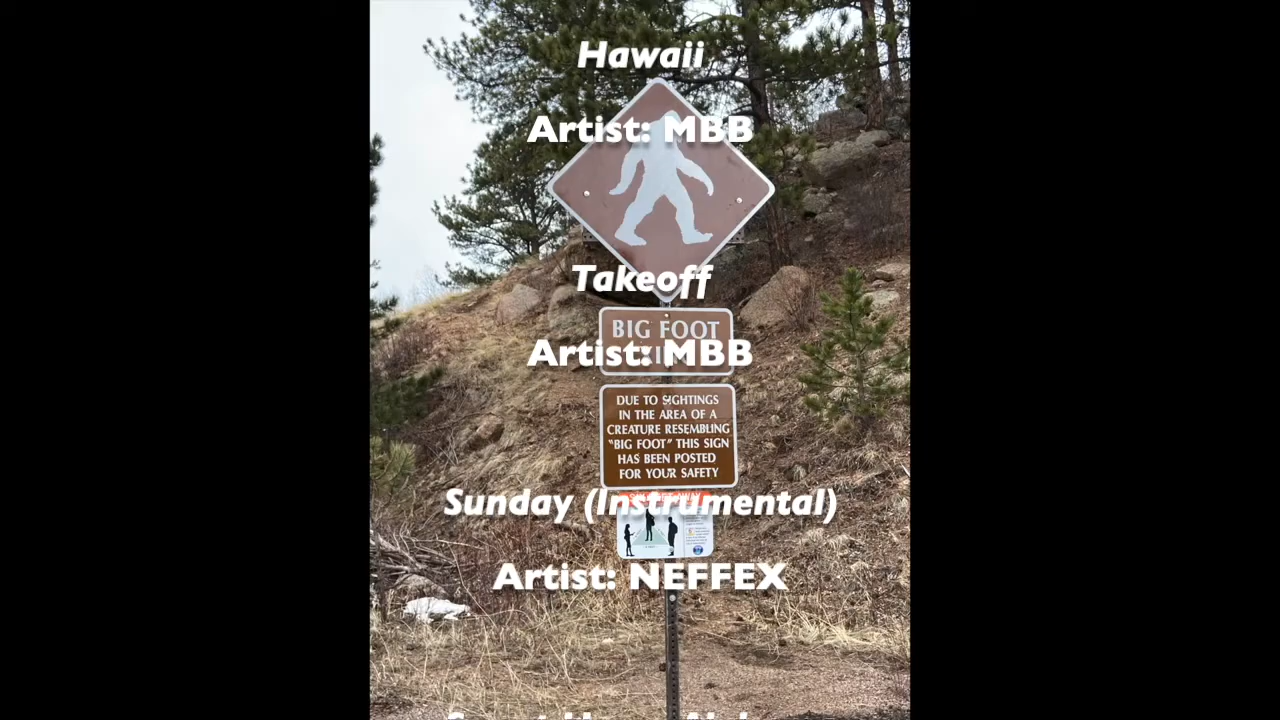 Hawaii
Artist: MBB
Takeoff
BIG FOOT
Artist: MBB
DUE TO SIGHTINGS
IN THE AREA OF A
CREATURE RESEMBLING
"BIG FOOT" THIS SIGN
HAS BEEN POSTED
FOR YOUR SAFETY
Sunday (Instrumental)
Artist: NEFFEX